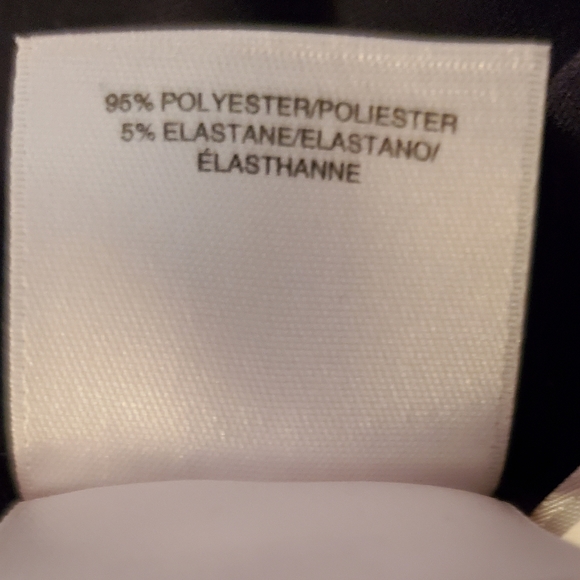 95% POLYESTER/POLIESTER
5% ELASTANE/ELASTANO/
ÉLASTHANNE